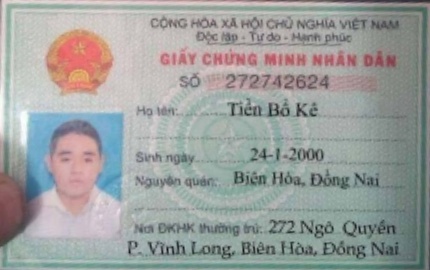 CỘNG HÒA XÃ HỘI CHỦ NGHĨA VIỆT NAM
Độc lập - Tự do - Hạnh phúc
GIẤY CHỨNG MINH NHÂN DÂN
SỐ 272742624
Họ tên: Tiền Bồ Kê
Sinh ngày 24-1-2000
Nguyên quán: Biên Hòa, Đồng Nai
Nơi ĐKHK thường trú: 272 Ngô Quyền
P. Vĩnh Long, Biên Hòa, Đồng Nai